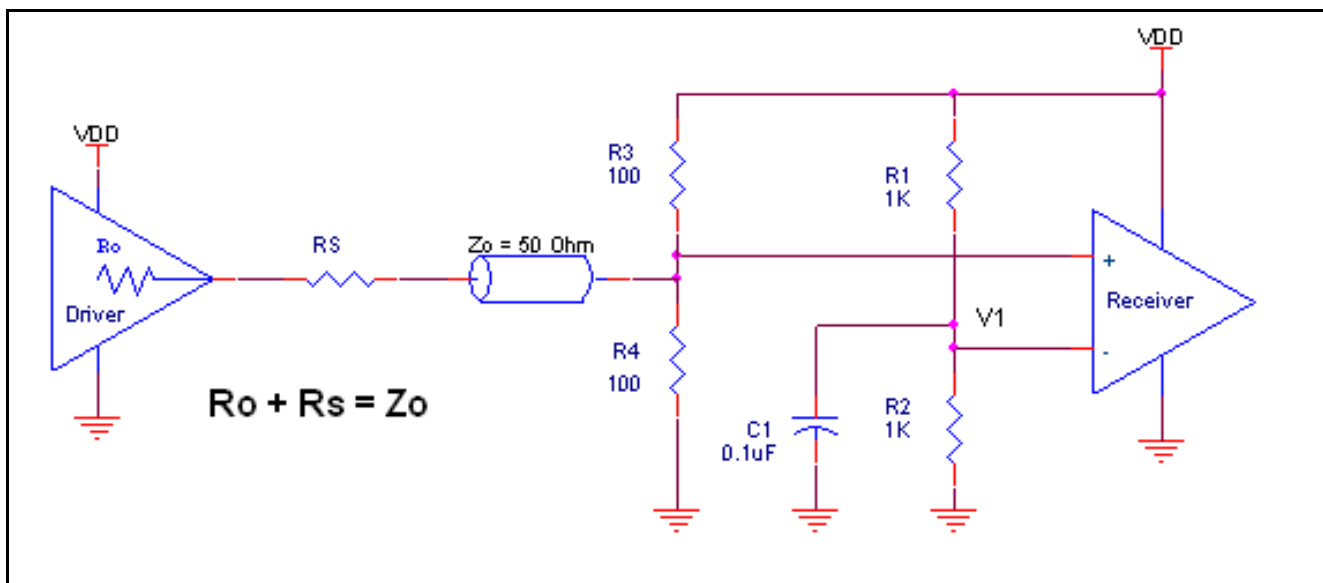 VDD
VDD
R3
100
R1
1K
Ro
RS
Zo = 50 Ohm
+
Driver
Receiver
V1
-
R4
100
Ro + Rs = Zo
C1
0.1uF
R2
1K